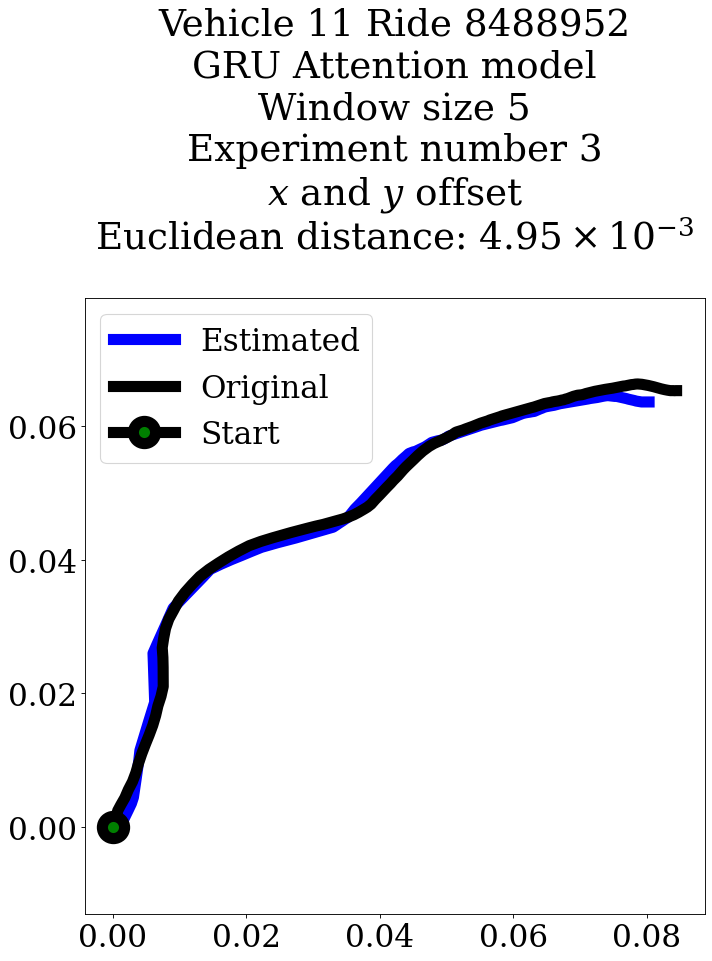 Vehicle 11 Ride 8488952
GRU Attention model
Window size 5
Experiment number 3
x and y offset
Euclidean distance: 4.95 × 10⁻³
Estimated
Original
Start
0.06
0.04
0.02
0.00
0.00 0.02 0.04 0.06 0.08